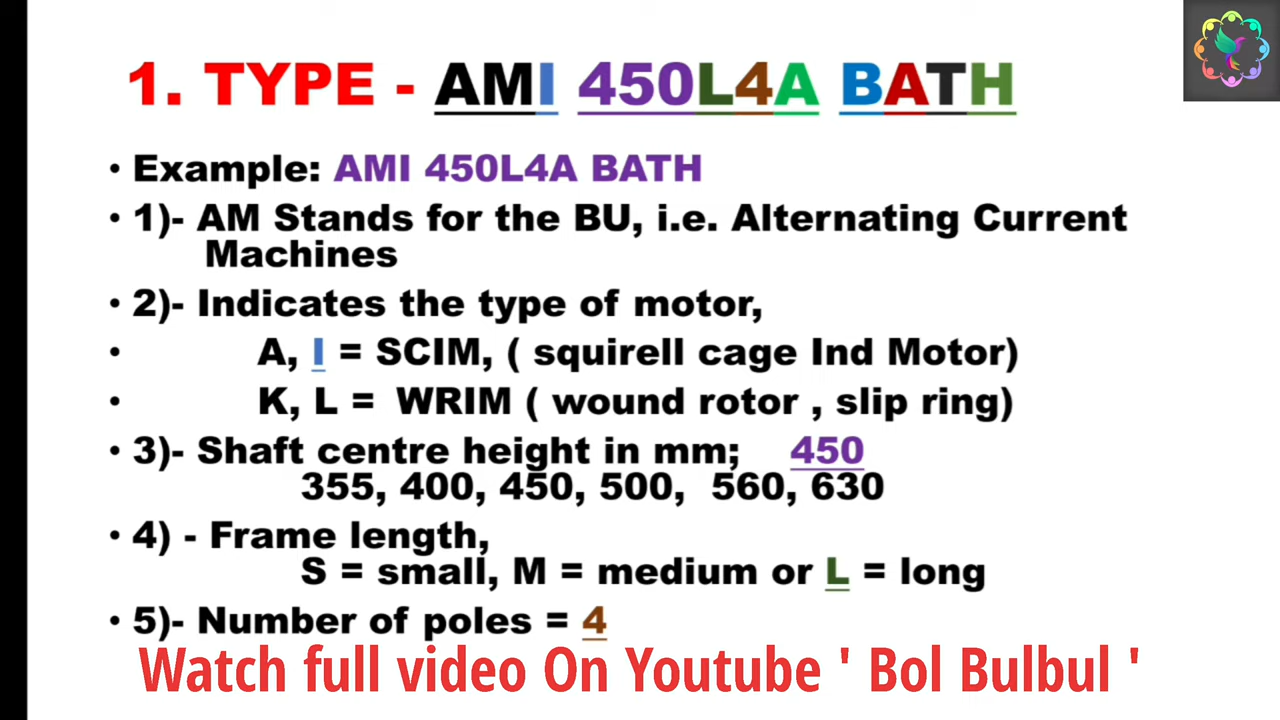 1. TYPE - AMI 450L4A BATH
• Example: AMI 450L4A BATH
• 1)- AM Stands for the BU, i.e. Alternating Current
Machines
• 2)- Indicates the type of motor,
• A, I = SCIM, ( squirell cage Ind Motor)
• K, L = WRIM ( wound rotor , slip ring)
• 3)- Shaft centre height in mm; 450
355, 400, 450, 500, 560, 630
• 4) - Frame length,
S = small, M = medium or L = long
• 5)- Number of poles = 4
Watch full video On Youtube ' Bol Bulbul '